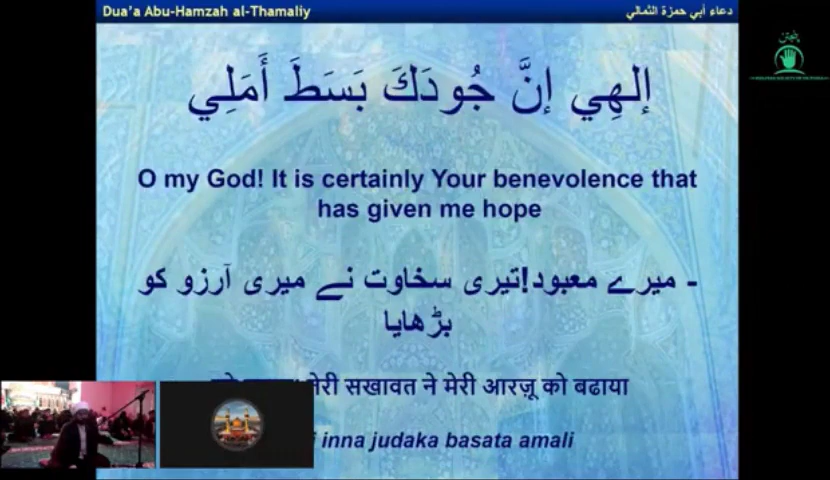 Dua'a Abu-Hamzah al-Thamaliy
دعاء أبي حمزة الثمالي
إِلهِي إنَّ جُودَكَ بَسَطَ أَمَلِي
O my God! It is certainly Your benevolence that
has given me hope
- میرے معبود!تیری سخاوت نے میری آرزو کو
بڑھایا
सखावत ने मेरी आरज़ू को बढाया
inna judaka basata amali